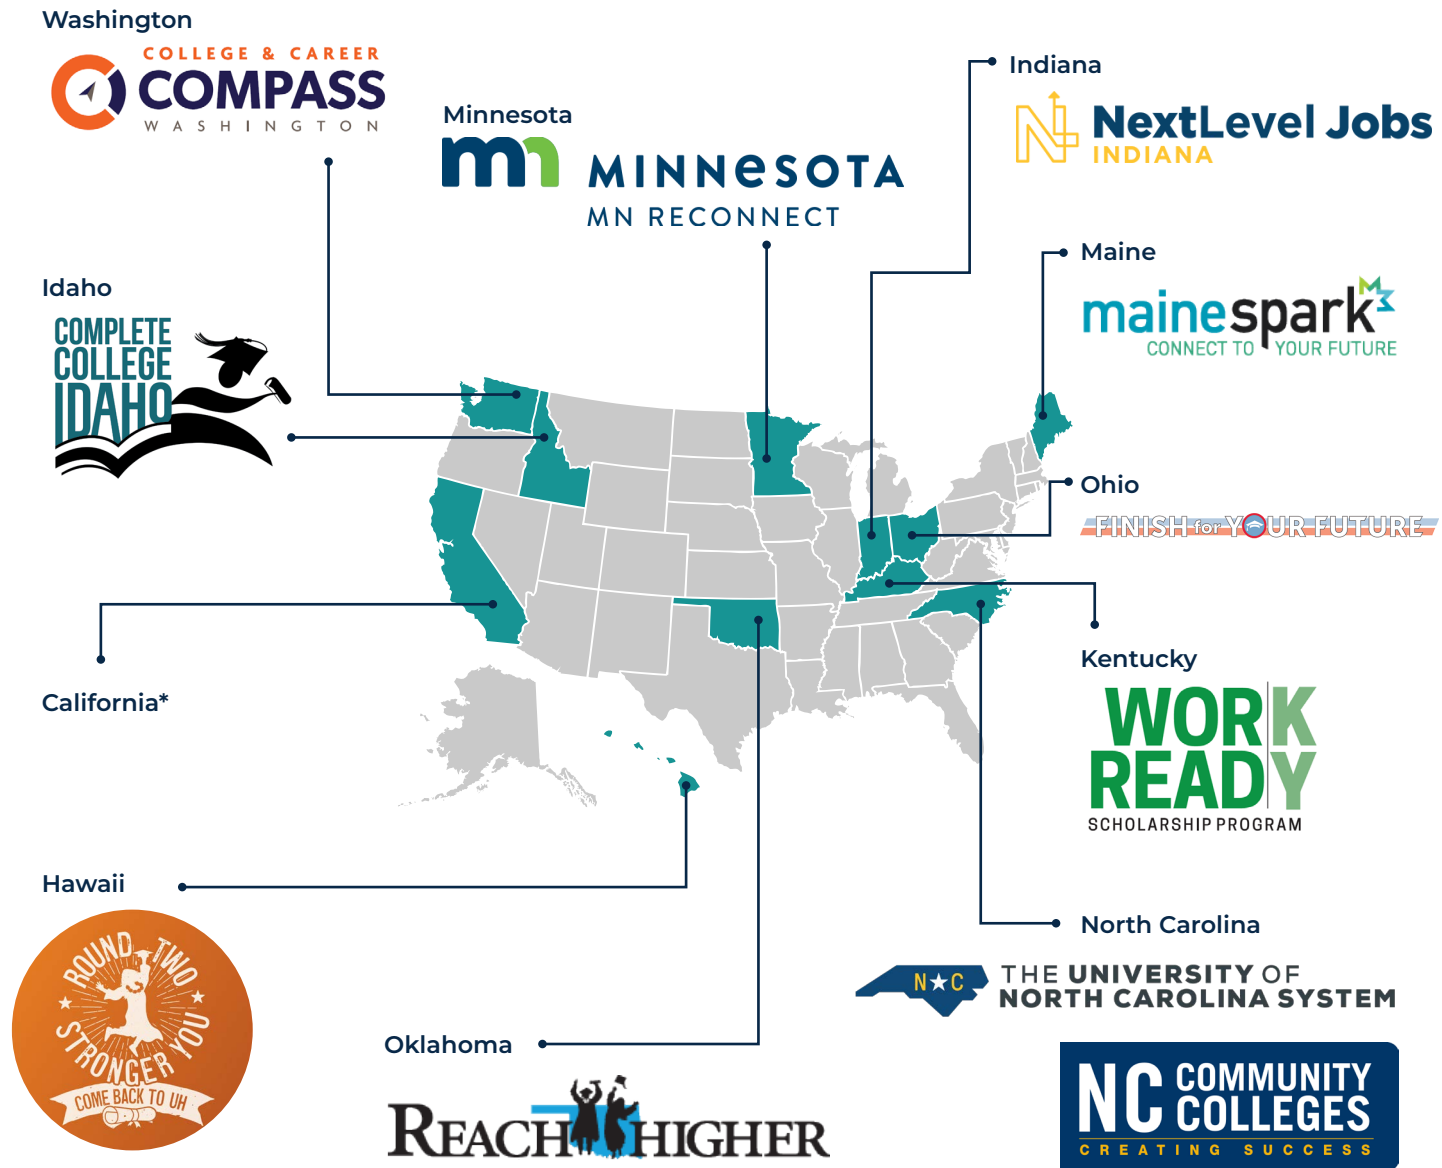 Washington
COLLEGE & CAREER
COMPASS
WASHINGTON
Minnesota
mn MINNESOTA
MN RECONNECT
Indiana
NextLevel Jobs
INDIANA
Maine
mainespark
CONNECT TO YOUR FUTURE
Idaho
COMPLETE
COLLEGE
IDAHO
Ohio
FINISH for YOUR FUTURE
Kentucky
WORK
READY
SCHOLARSHIP PROGRAM
California*
Hawaii
ROUND TWO
STRONGER YOU
COME BACK TO UH
North Carolina
N★C
THE UNIVERSITY OF
NORTH CAROLINA SYSTEM
Oklahoma
REACH HIGHER
NC COMMUNITY
COLLEGES
CREATING SUCCESS